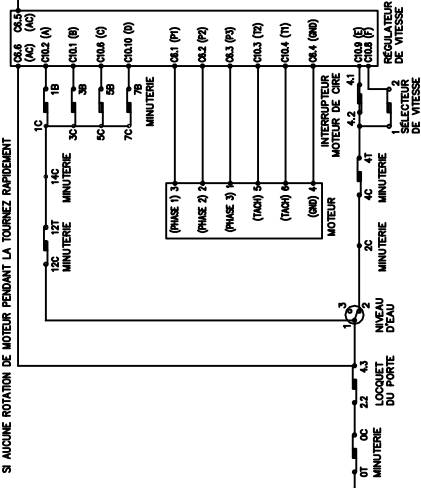 SI AUCUNE ROTATION DE MOTEUR PENDANT LA TOURNEZ RAPIDEMENT
C6.5 (AC)
C6.6 (AC)
C10.2 (A)
C10.1 (B)
C10.6 (C)
C10.10 (D)
C6.1 (P1)
C6.2 (P2)
C6.3 (P3)
C10.3 (T2)
C10.4 (T1)
C6.4 (GND)
C10.9 (E)
C10.8 (F)
RÉGULATEUR
DE VITESSE
1C
1B
3C
3B
5C
5B
7C
7B
MINUTERIE
14C
MINUTERIE
12C
12T
MINUTERIE
(PHASE 1) 3
(PHASE 2) 2
(PHASE 3) 1
(TACH) 5
(TACH) 6
(GND) 4
MOTEUR
INTERRUPTEUR
MOTEUR DE CIRE
4.2
4.1
1
2
SÉLECTEUR
DE VITESSE
4C
4T
MINUTERIE
2C
MINUTERIE
1
3
2
NIVEAU
D'EAU
2.2
4.3
LOCQUET
DU PORTE
0T
0C
MINUTERIE